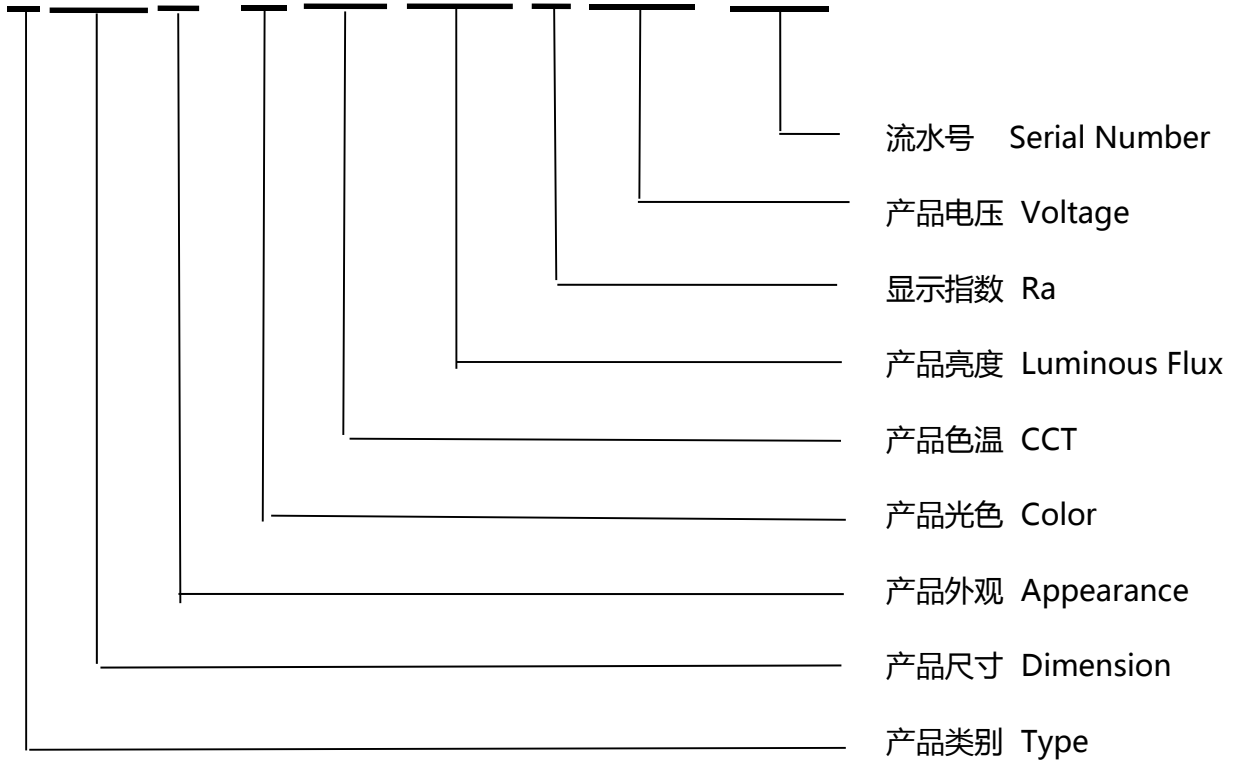 流水号 Serial Number
产品电压 Voltage
显示指数 Ra
产品亮度 Luminous Flux
产品色温 CCT
产品光色 Color
产品外观 Appearance
产品尺寸 Dimension
产品类别 Type